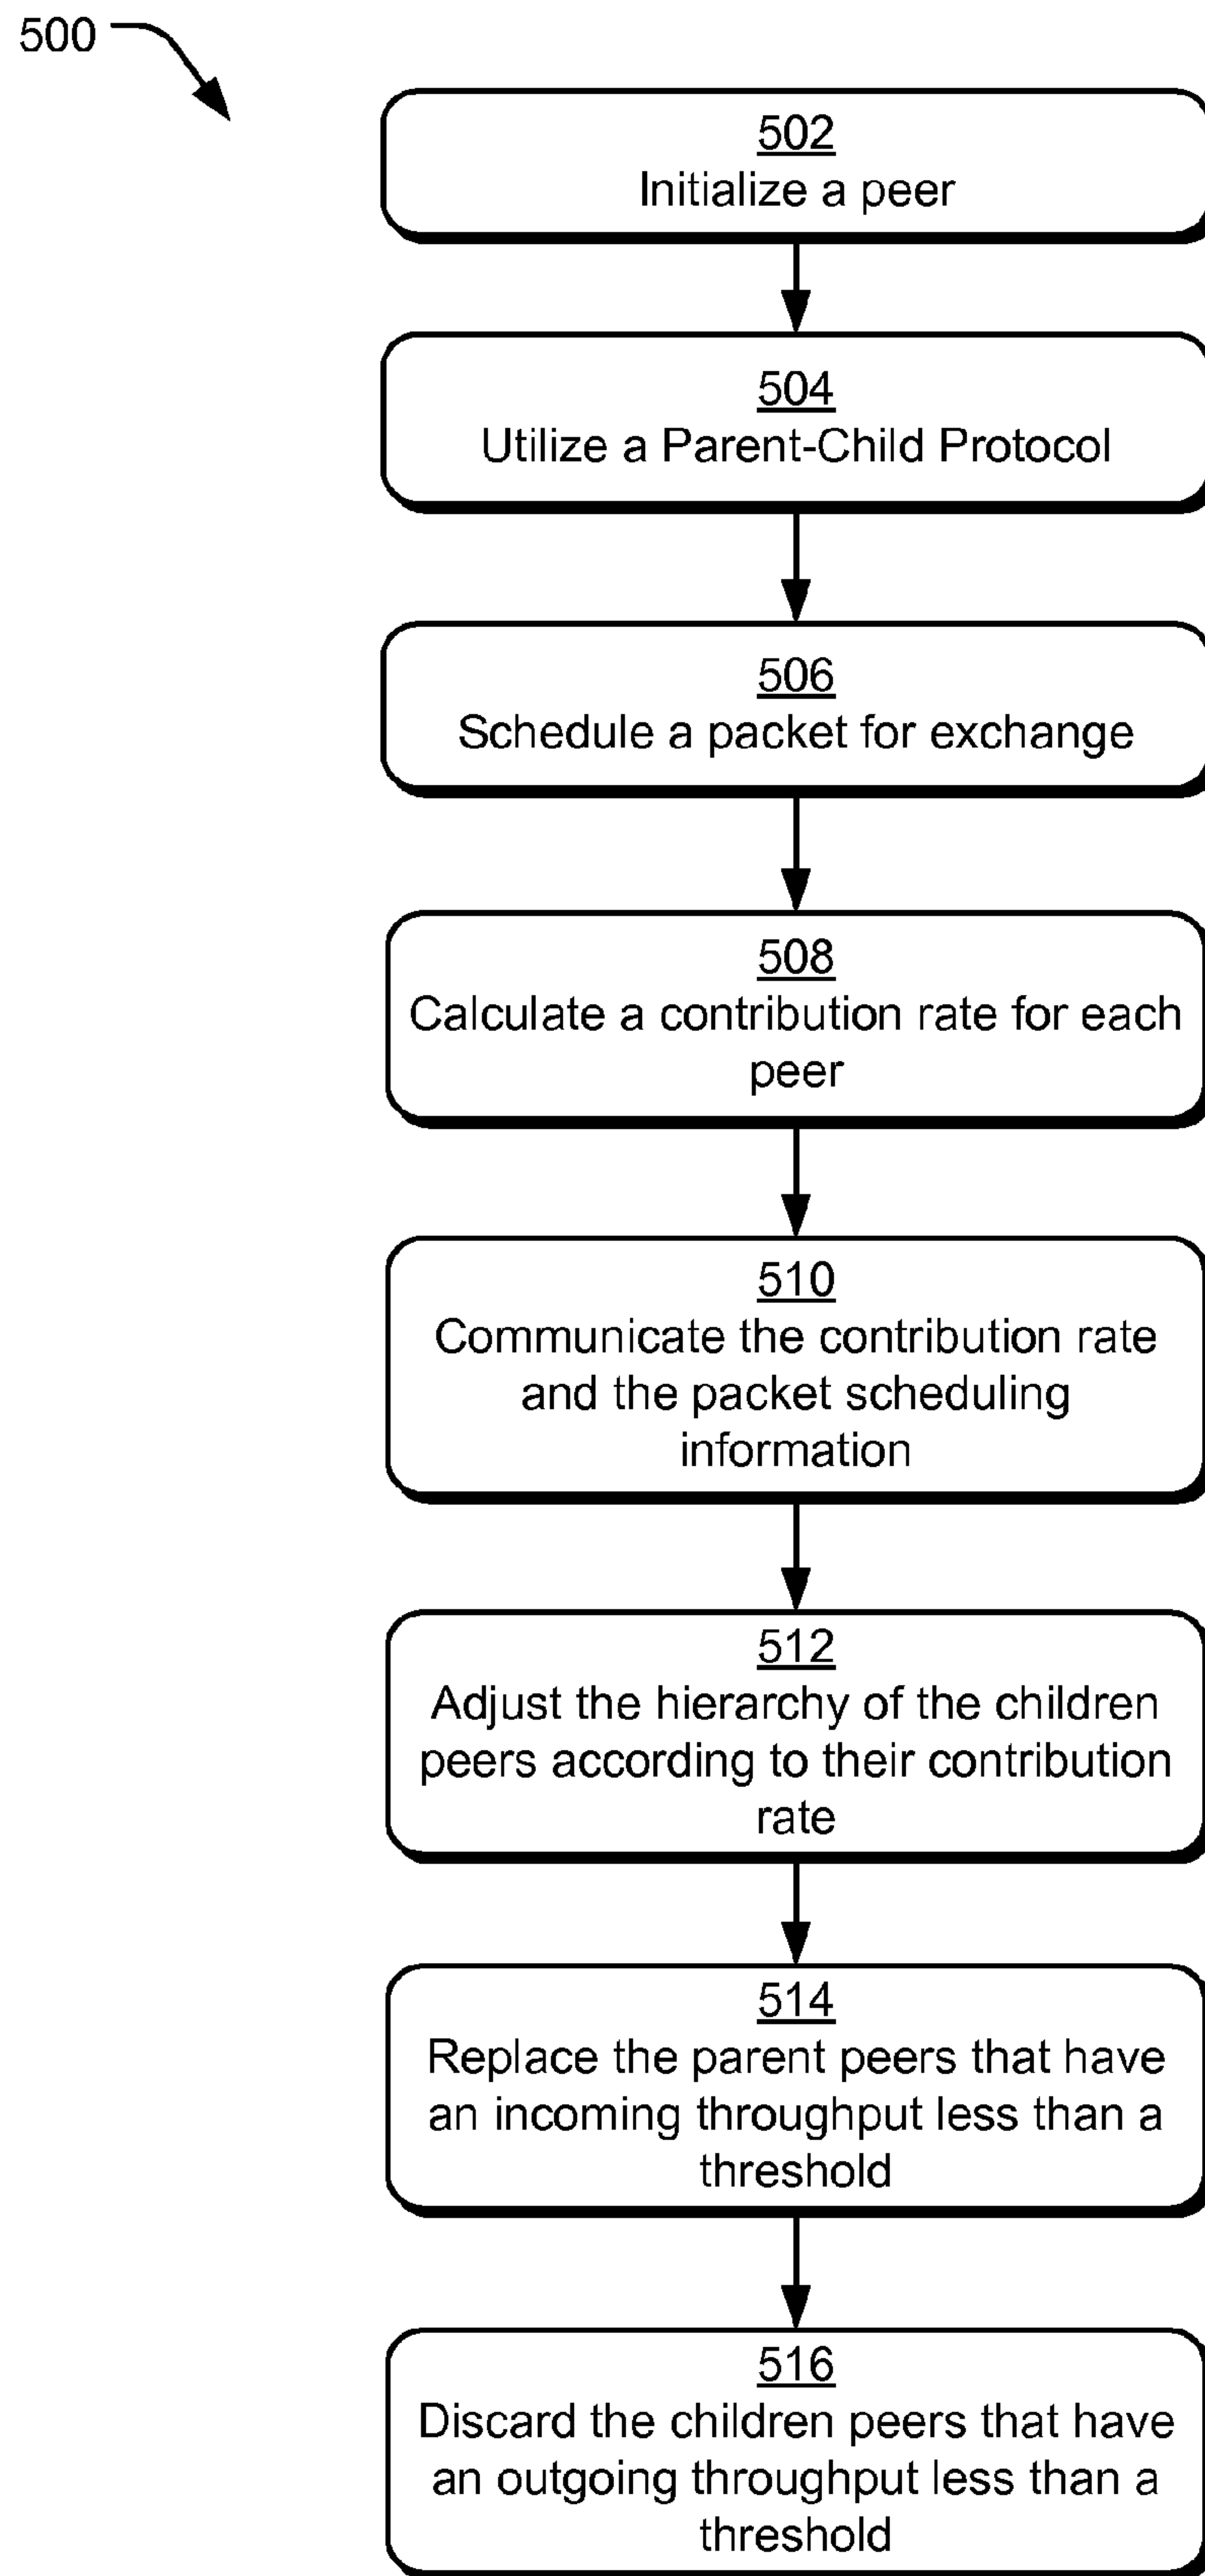 500
502
Initialize a peer
504
Utilize a Parent-Child Protocol
506
Schedule a packet for exchange
508
Calculate a contribution rate for each
peer
510
Communicate the contribution rate
and the packet scheduling
information
512
Adjust the hierarchy of the children
peers according to their contribution
rate
514
Replace the parent peers that have
an incoming throughput less than a
threshold
516
Discard the children peers that have
an outgoing throughput less than a
threshold